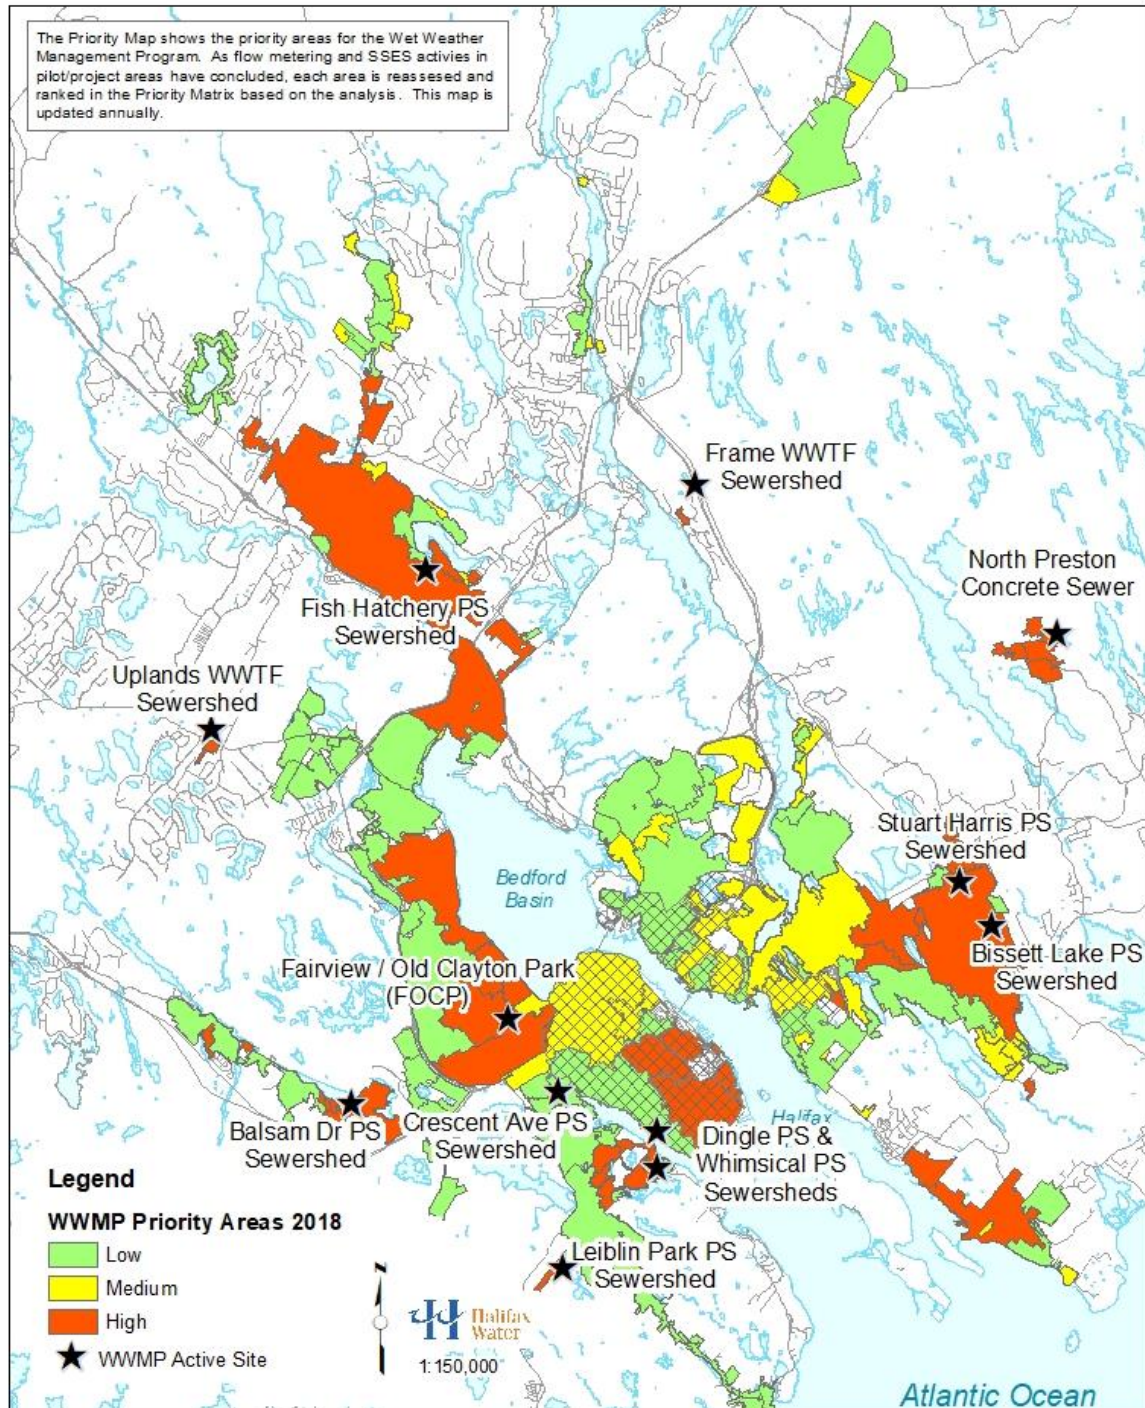 The Priority Map shows the priority areas for the Wet Weather
Management Program. As flow metering and SSES activies in
pilot/project areas have concluded, each area is reassesed and
ranked in the Priority Matrix based on the analysis. This map is
updated annually.
Frame WWTF
Sewershed
North Preston
Concrete Sewer
Fish Hatchery PS
Sewershed
Uplands WWTF
Sewershed
Stuart Harris PS
Sewershed
Bedford
Basin
Bissett Lake PS
Sewershed
Fairview / Old Clayton Park
(FOCP)
Balsam Dr PS
Sewershed
Crescent Ave PS
Sewershed
Halifax
Dingle PS &
Whimsical PS
Sewersheds
Leiblin Park PS
Sewershed
Legend
WWMP Priority Areas 2018
Low
Medium
High
WWMP Active Site
N
H
Halifax
Water
1:150,000
Atlantic Ocean